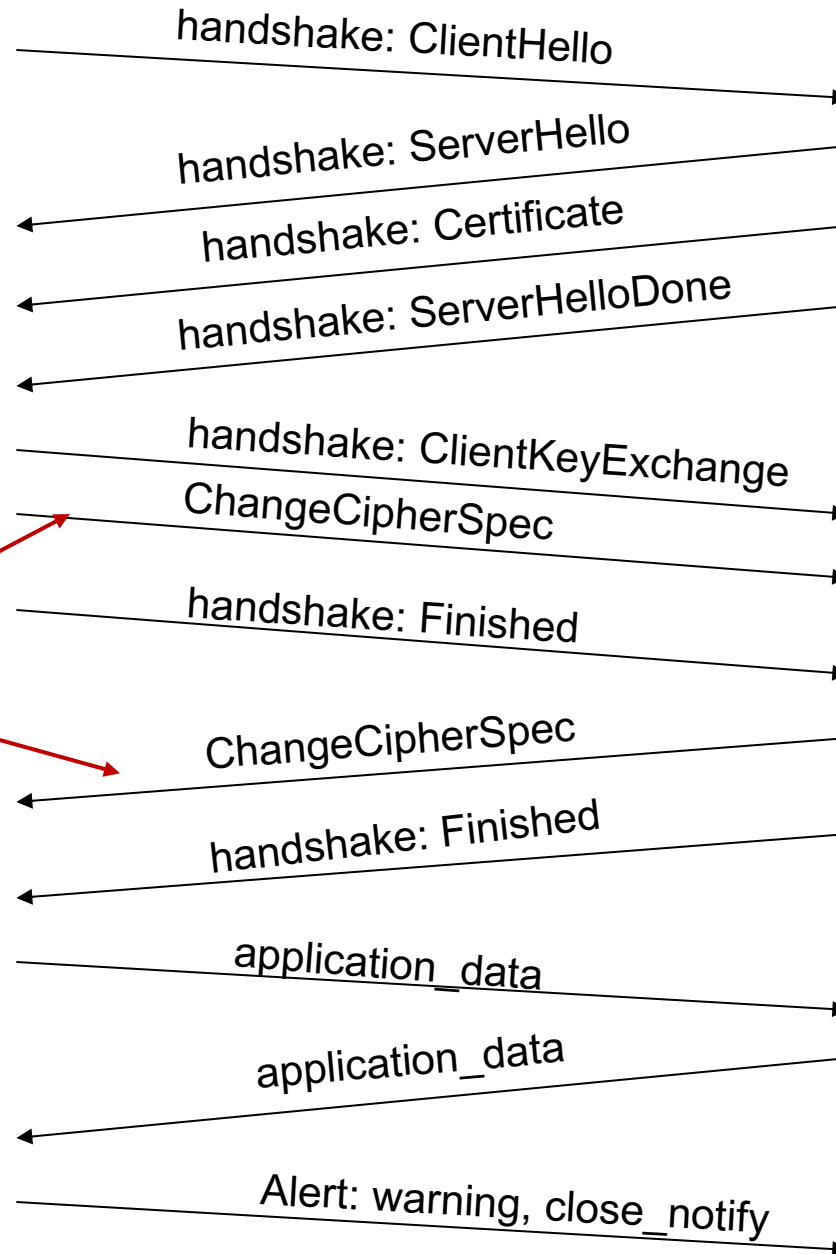 handshake: ClientHello
handshake: ServerHello
handshake: Certificate
handshake: ServerHelloDone
handshake: ClientKeyExchange
ChangeCipherSpec
handshake: Finished
ChangeCipherSpec
handshake: Finished
application_data
application_data
Alert: warning, close_notify